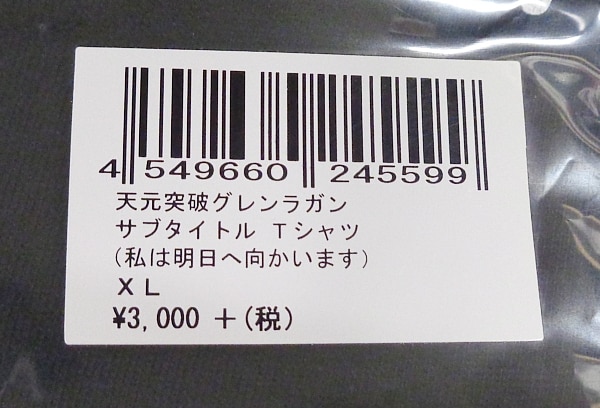 4 549660 245599
天元突破グレンラガン
サブタイトル Tシャツ
(私は明日へ向かいます)
XL
¥3,000 +(税)